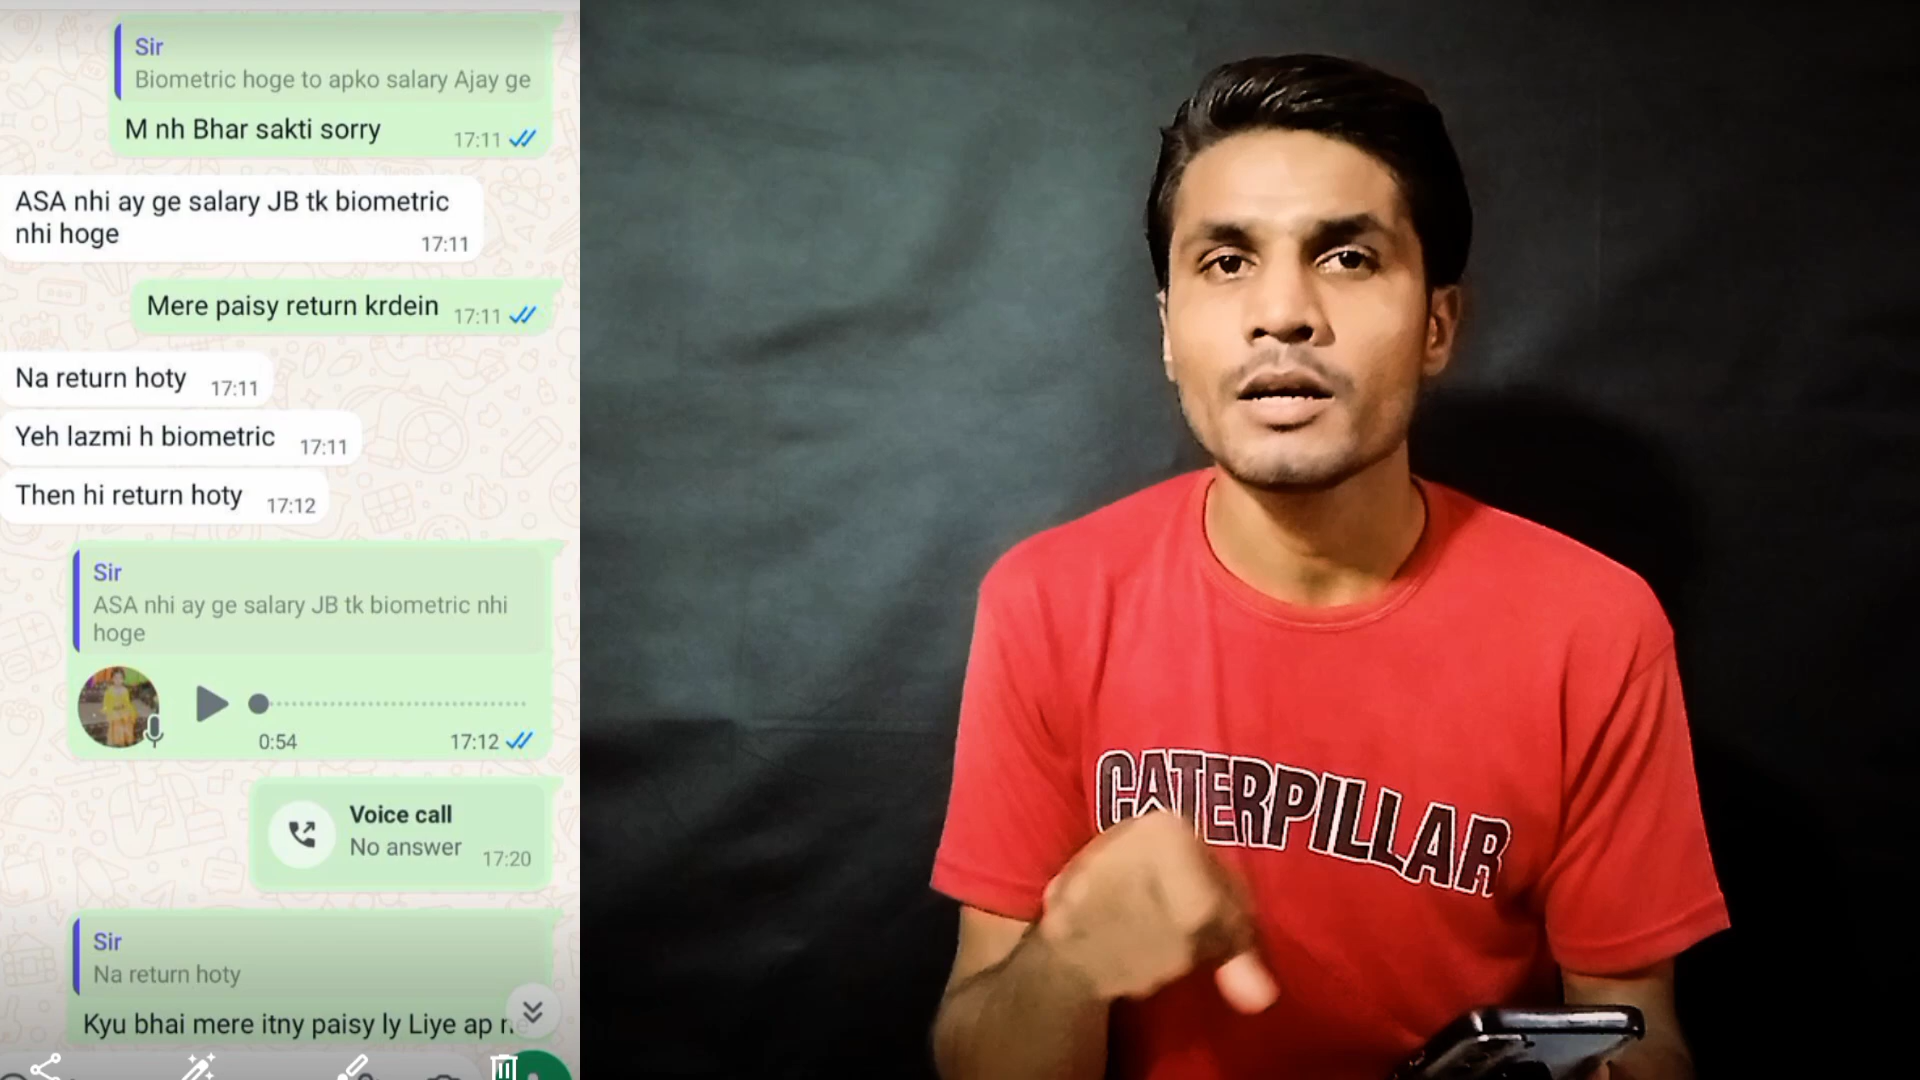 Sir
Biometric hoge to apko salary Ajay ge
M nh Bhar sakti sorry
17:11
ASA nhi ay ge salary JB tk biometric
nhi hoge
17:11
Mere paisy return krdein
17:11
Na return hoty
17:11
Yeh lazmi h biometric
17:11
Then hi return hoty
17:12
Sir
ASA nhi ay ge salary JB tk biometric nhi
hoge
0:54
17:12
Voice call
No answer
17:20
Sir
Na return hoty
Kyu bhai mere itny paisy ly Liye ap
CATERPILLAR